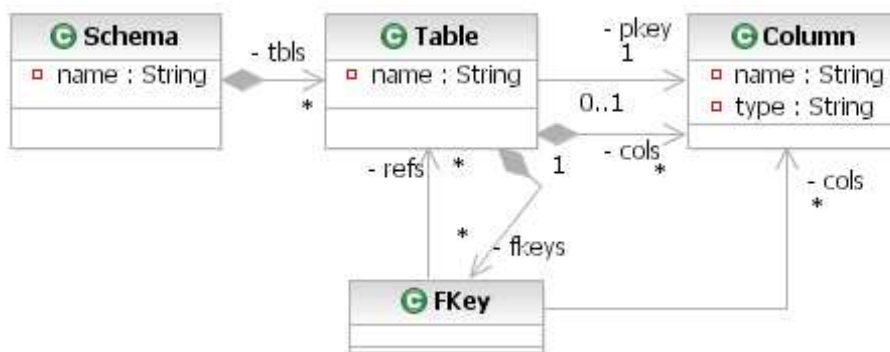 C Schema
- name : String
- tbls
*
C Table
- name : String
- pkey
1
0..1
C Column
- name : String
- type : String
- cols
*
1
- refs
*
- cols
*
*
- fkeys
C FKey